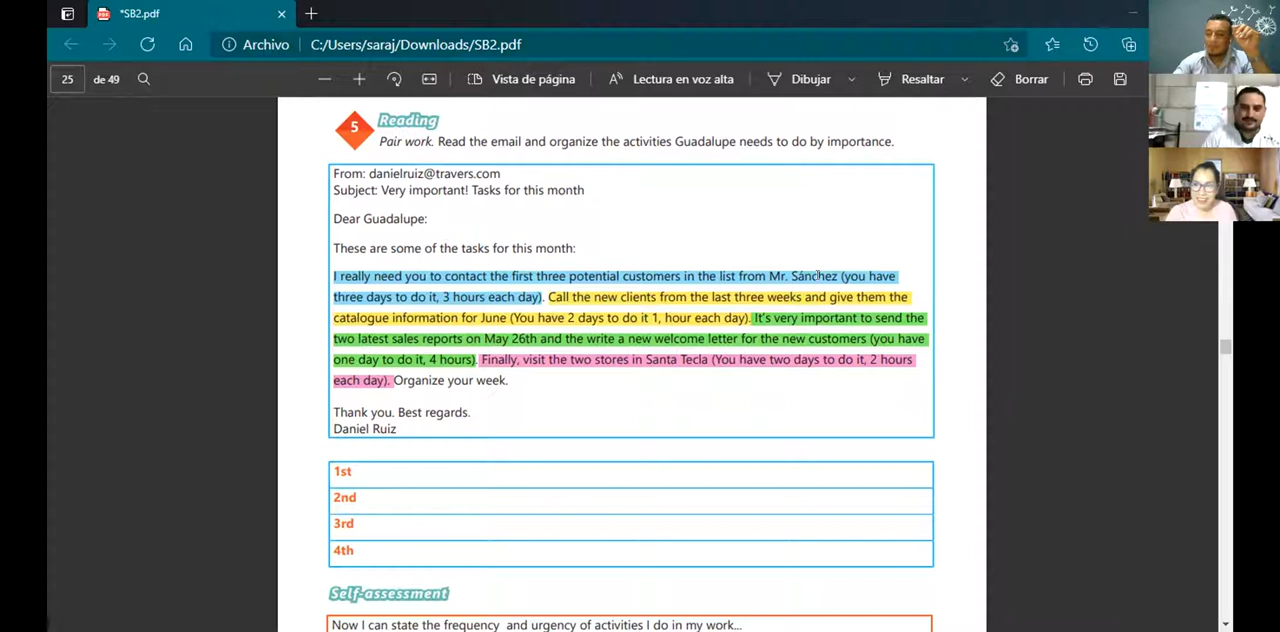 *SB2.pdf
Archivo
C:/Users/saraj/Downloads/SB2.pdf
25
de 49
Vista de página
Lectura en voz alta
Dibujar
Resaltar
Borrar
5
Reading
Pair work. Read the email and organize the activities Guadalupe needs to do by importance.
From: danielruiz@travers.com
Subject: Very important! Tasks for this month
Dear Guadalupe:
These are some of the tasks for this month:
I really need you to contact the first three potential customers in the list from Mr. Sánchez (you have
three days to do it, 3 hours each day). Call the new clients from the last three weeks and give them the
catalogue information for June (You have 2 days to do it 1, hour each day). It's very important to send the
two latest sales reports on May 26th and the write a new welcome letter for the new customers (you have
one day to do it, 4 hours). Finally, visit the two stores in Santa Tecla (You have two days to do it, 2 hours
each day). Organize your week.
Thank you. Best regards.
Daniel Ruiz
1st
2nd
3rd
4th
Self-assessment
Now I can state the frequency and urgency of activities I do in my work...